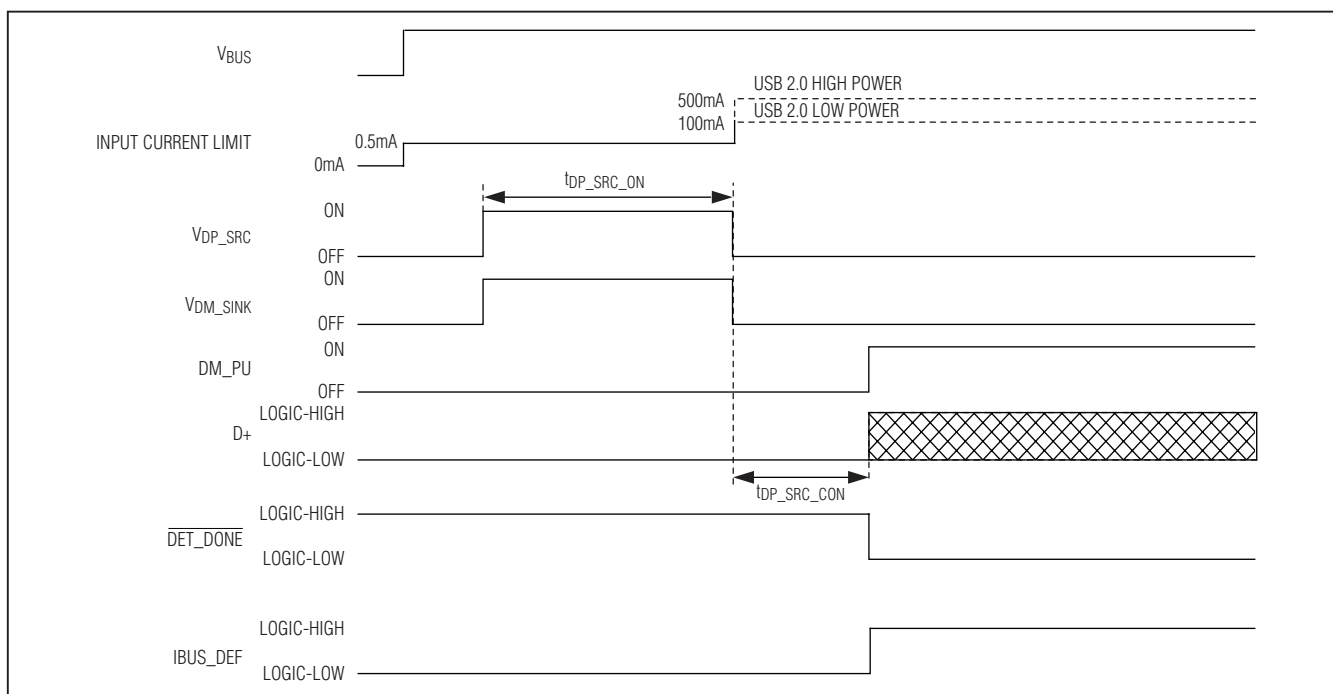 VBUS
USB 2.0 HIGH POWER
500mA
USB 2.0 LOW POWER
100mA
INPUT CURRENT LIMIT
0.5mA
0mA
tDP_SRC_ON
ON
VDP_SRC
OFF
ON
VDM_SINK
OFF
ON
DM_PU
OFF
LOGIC-HIGH
D+
LOGIC-LOW
tDP_SRC_CON
LOGIC-HIGH
DET_DONE
LOGIC-LOW
LOGIC-HIGH
IBUS_DEF
LOGIC-LOW